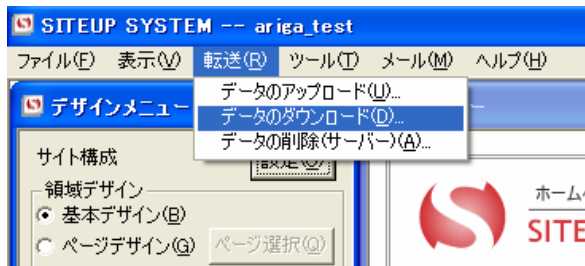 SITEUP SYSTEM -- ariga_test
ファイル(F) 表示(V) 転送(R) ツール(T) メール(M) ヘルプ(H)
データのアップロード(U)...
デザインメニュー
データのダウンロード(D)...
データの削除(サーバー)(A)...
サイト構成
領域デザイン
基本デザイン(B)
ページデザイン(G) ページ選択(Q)
SITE